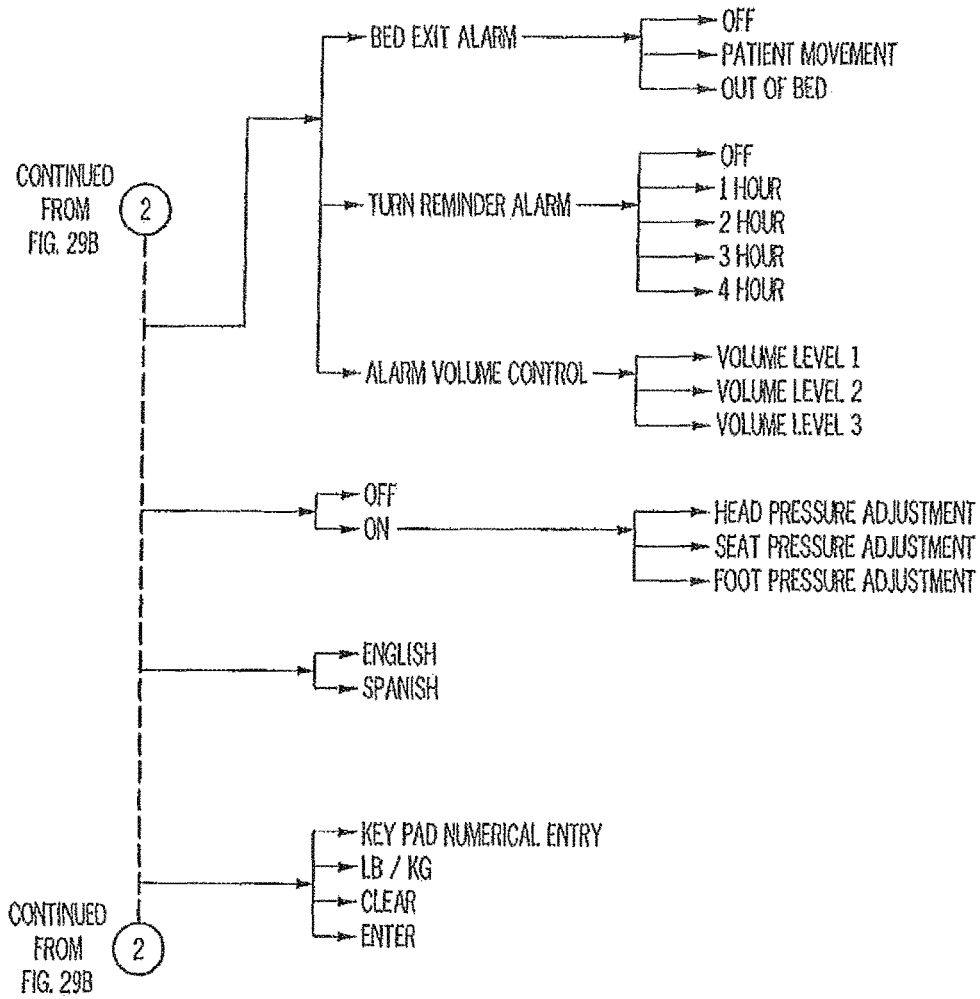 BED EXIT ALARM
OFF
PATIENT MOVEMENT
OUT OF BED
CONTINUED
FROM
FIG. 29B
2
TURN REMINDER ALARM
OFF
1 HOUR
2 HOUR
3 HOUR
4 HOUR
ALARM VOLUME CONTROL
VOLUME LEVEL 1
VOLUME LEVEL 2
VOLUME LEVEL 3
OFF
ON
HEAD PRESSURE ADJUSTMENT
SEAT PRESSURE ADJUSTMENT
FOOT PRESSURE ADJUSTMENT
ENGLISH
SPANISH
KEY PAD NUMERICAL ENTRY
LB / KG
CLEAR
ENTER
CONTINUED
FROM
FIG. 29B
2